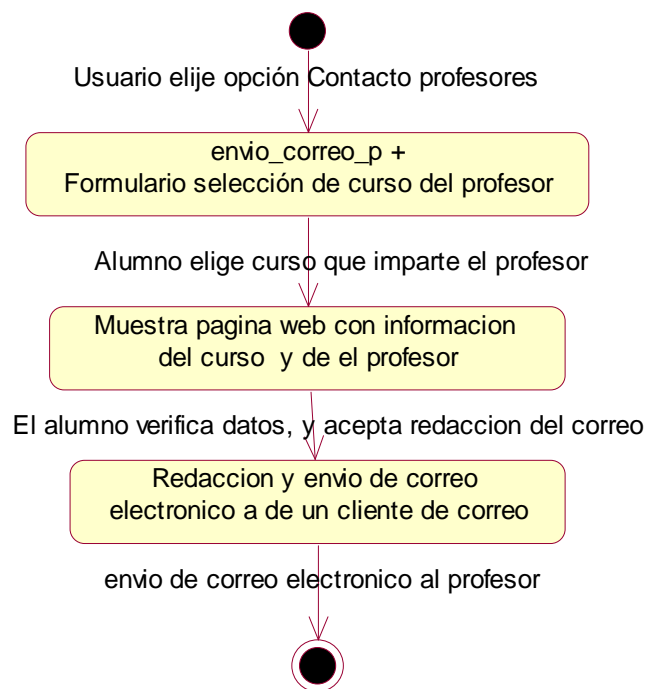 Usuario elije opción Contacto profesores
envio_correo_p +
Formulario selección de curso del profesor
Alumno elige curso que imparte el profesor
Muestra pagina web con informacion
del curso y de el profesor
El alumno verifica datos, y acepta redaccion del correo
Redaccion y envio de correo
electronico a de un cliente de correo
envio de correo electronico al profesor